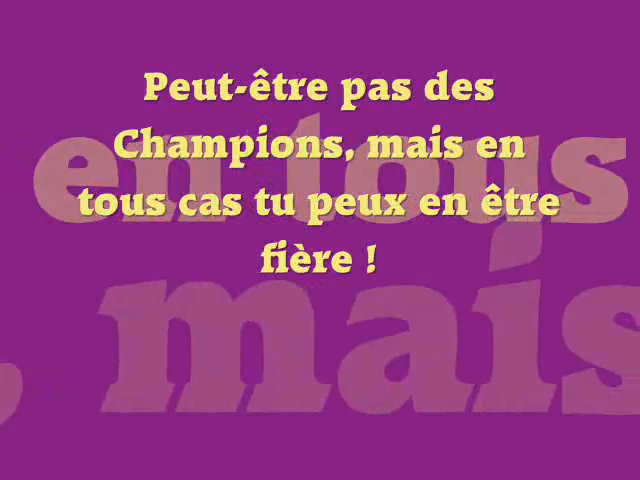 Peut-être pas des
Champions, mais en
tous cas tu peux en être
fière !
en tous
, mais